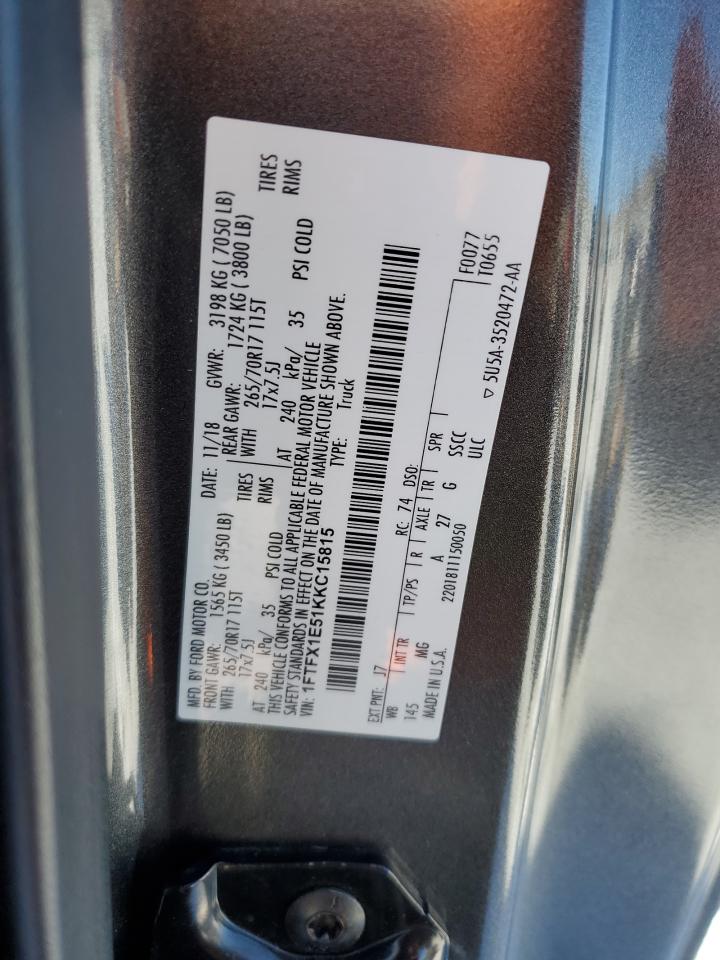 MFD. BY FORD MOTOR CO. DATE: 11/18 GVWR: 3198 KG ( 7050 LB)
FRONT GAWR: 1565 KG ( 3450 LB) REAR GAWR: 1724 KG ( 3800 LB)
WITH 265/70R17 115T TIRES WITH 265/70R17 115T TIRES
17x7.5J RIMS 17x7.5J RIMS
AT 240 kPa/ 35 PSI COLD AT 240 kPa/ 35 PSI COLD
THIS VEHICLE CONFORMS TO ALL APPLICABLE FEDERAL MOTOR VEHICLE
SAFETY STANDARDS IN EFFECT ON THE DATE OF MANUFACTURE SHOWN ABOVE.
VIN: 1FTFX1E51KKC15815 TYPE: Truck
EXT PNT: J7 RC: 74 DSO:
WB INT TR TP/PS R AXLE TR SPR F0077
145 MG A 27 G SSCC T0655
MADE IN U.S.A. 2201811150050 ULC ▽ 5U5A-3520472-AA